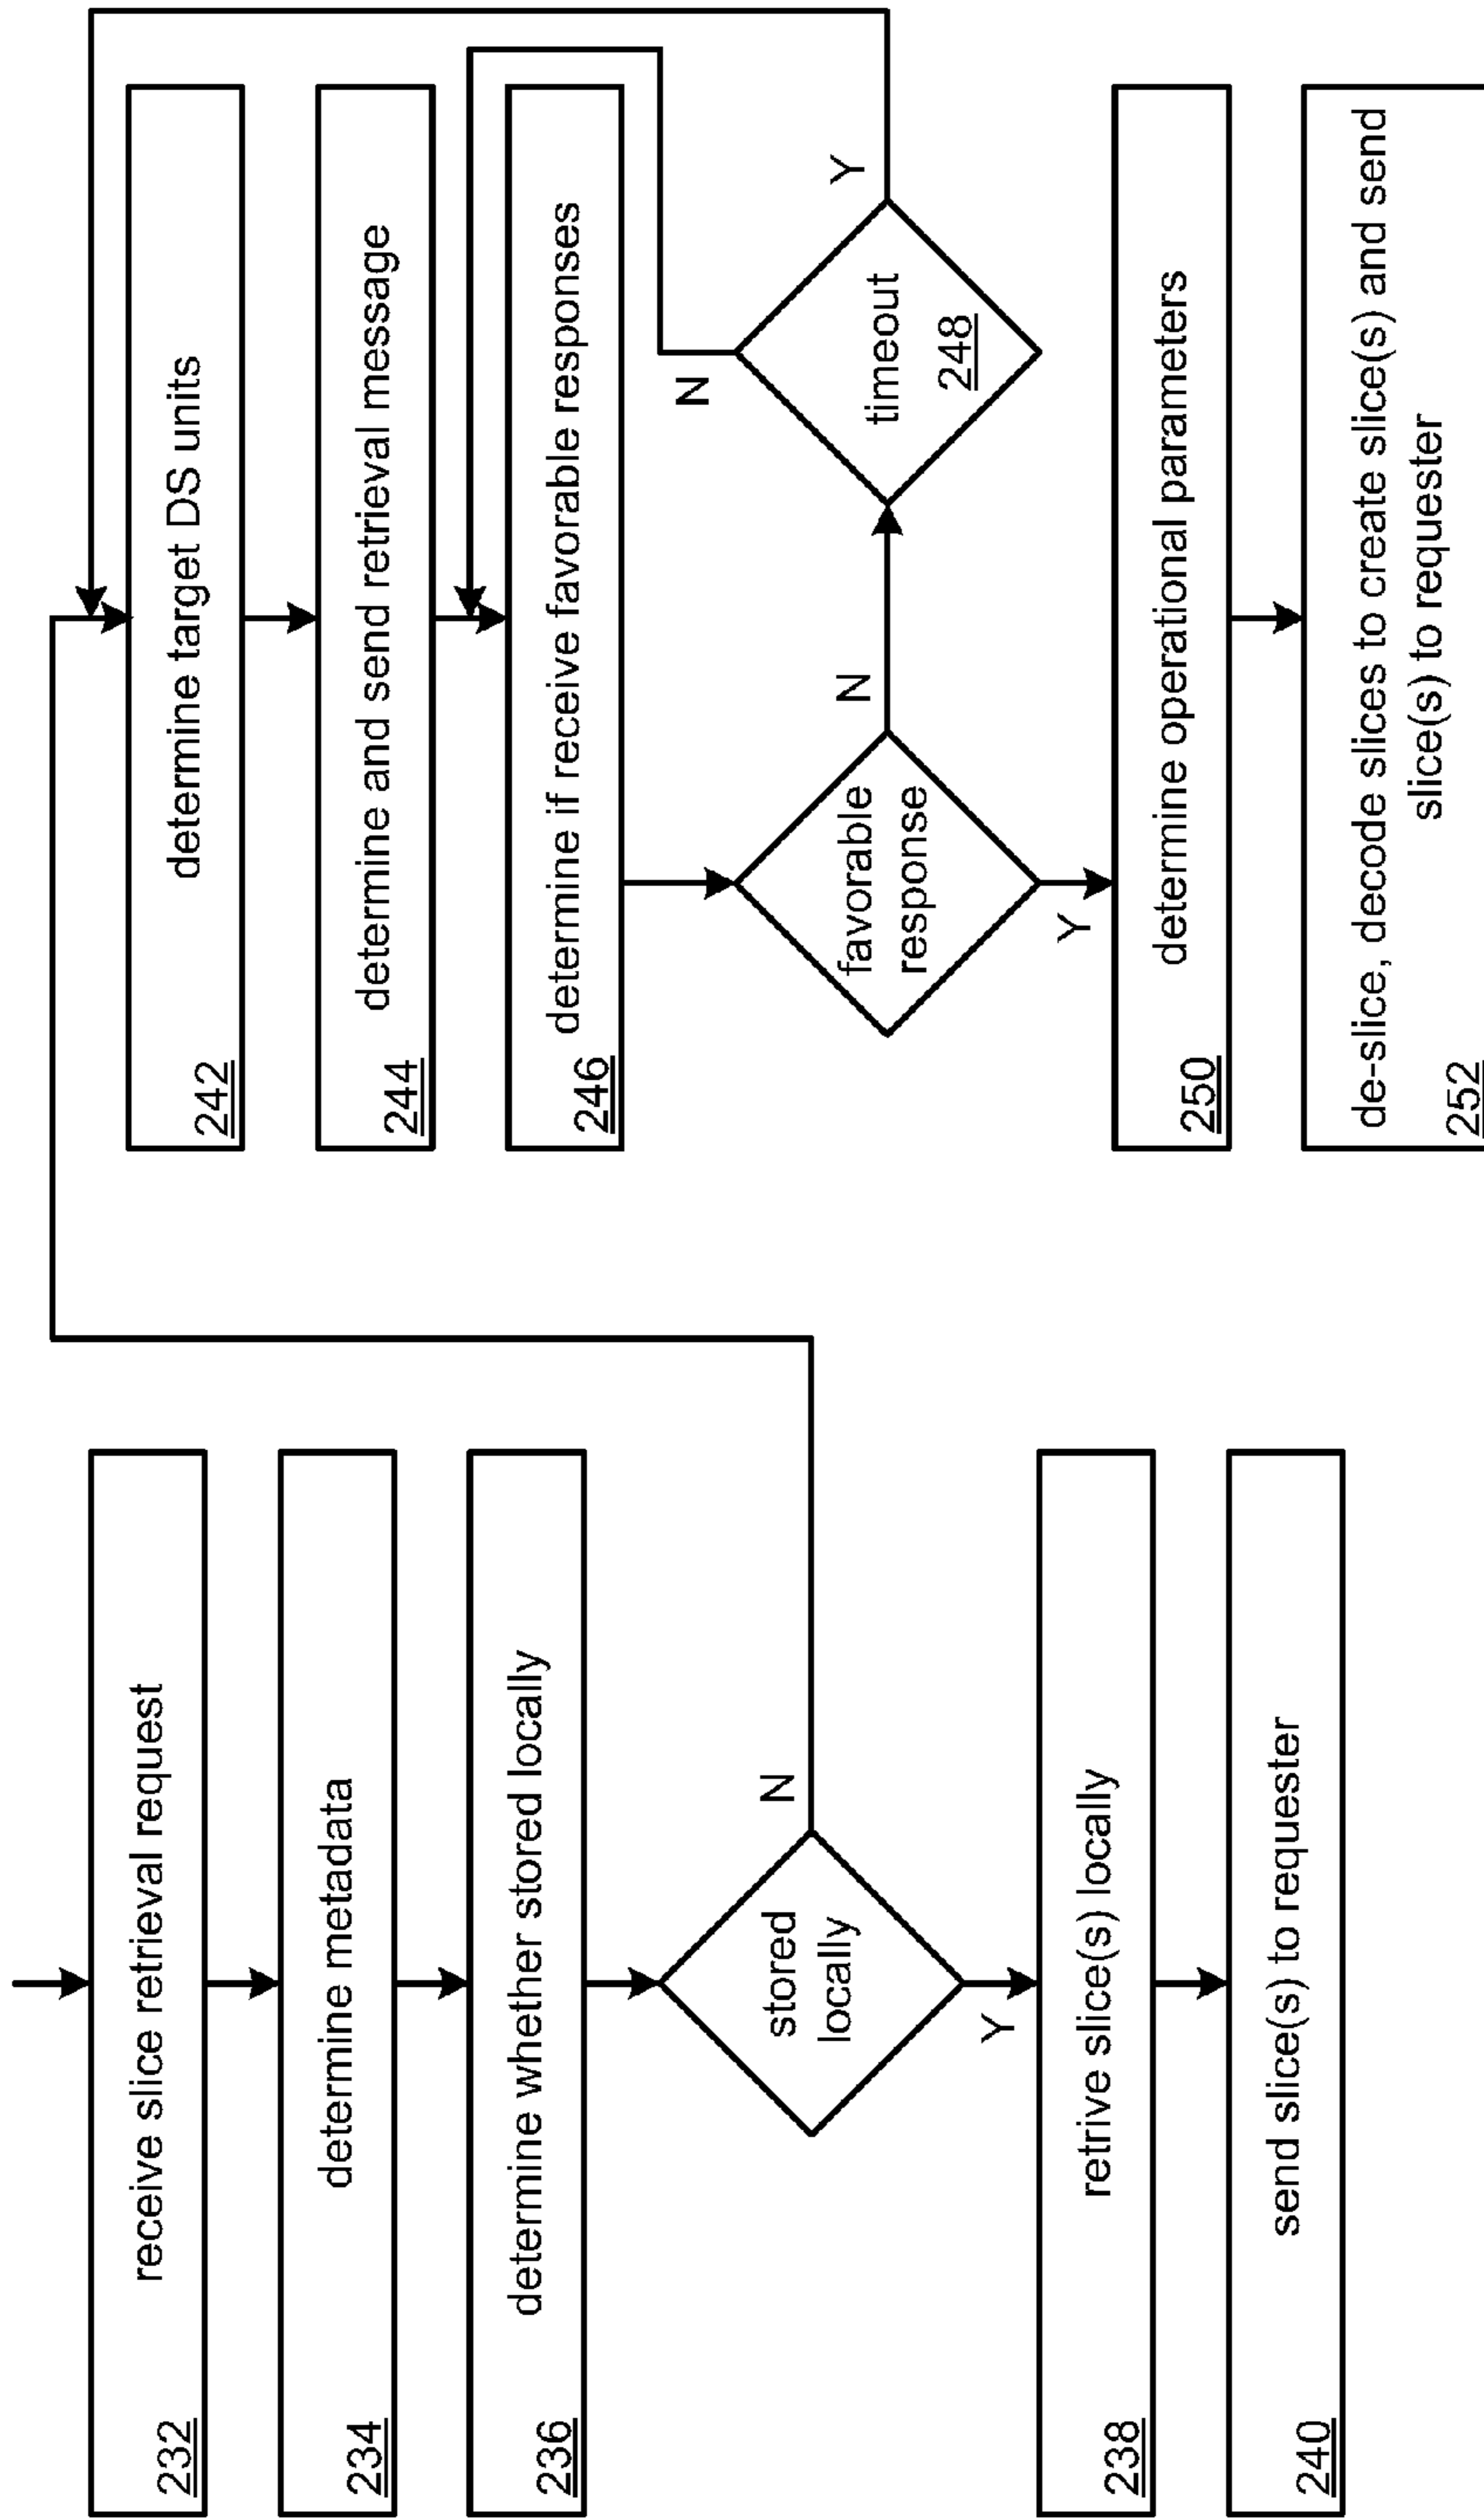 receive slice retrieval request
232
determine metadata
234
determine whether stored locally
236
stored
locally
N
Y
retrive slice(s) locally
238
send slice(s) to requester
240
determine target DS units
242
determine and send retrieval message
244
determine if receive favorable responses
246
favorable
response
N
Y
timeout
248
N
Y
determine operational parameters
250
de-slice, decode slices to create slice(s) and send
slice(s) to requester
252